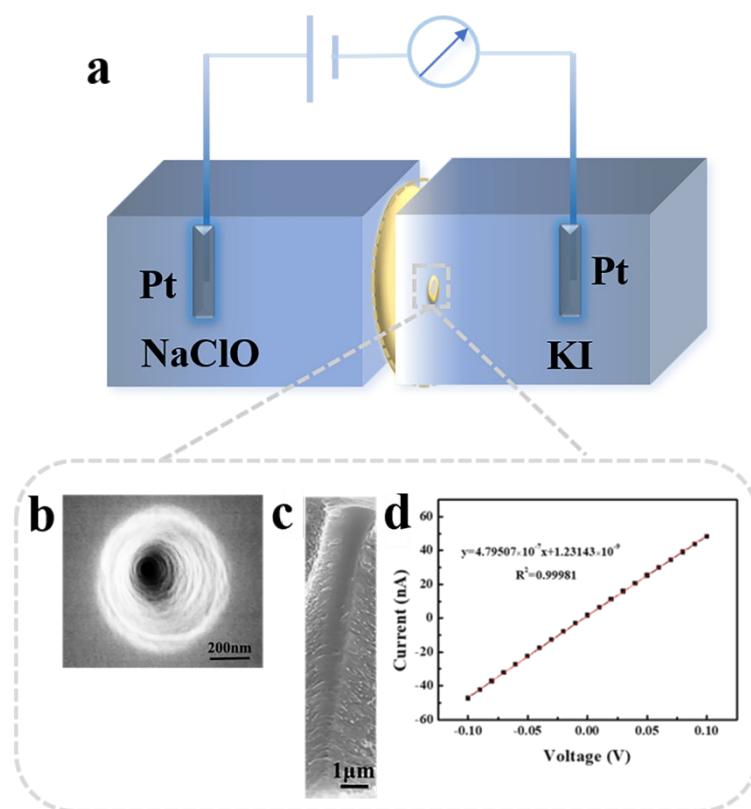 a
Pt
NaClO
Pt
KI
b
200nm
c
1μm
d
y=4.79507×10⁻⁷x+1.23143×10⁻⁹
R²=0.99981
Current (nA)
60
40
20
0
-20
-40
-60
-0.10 -0.05 0.00 0.05 0.10
Voltage (V)